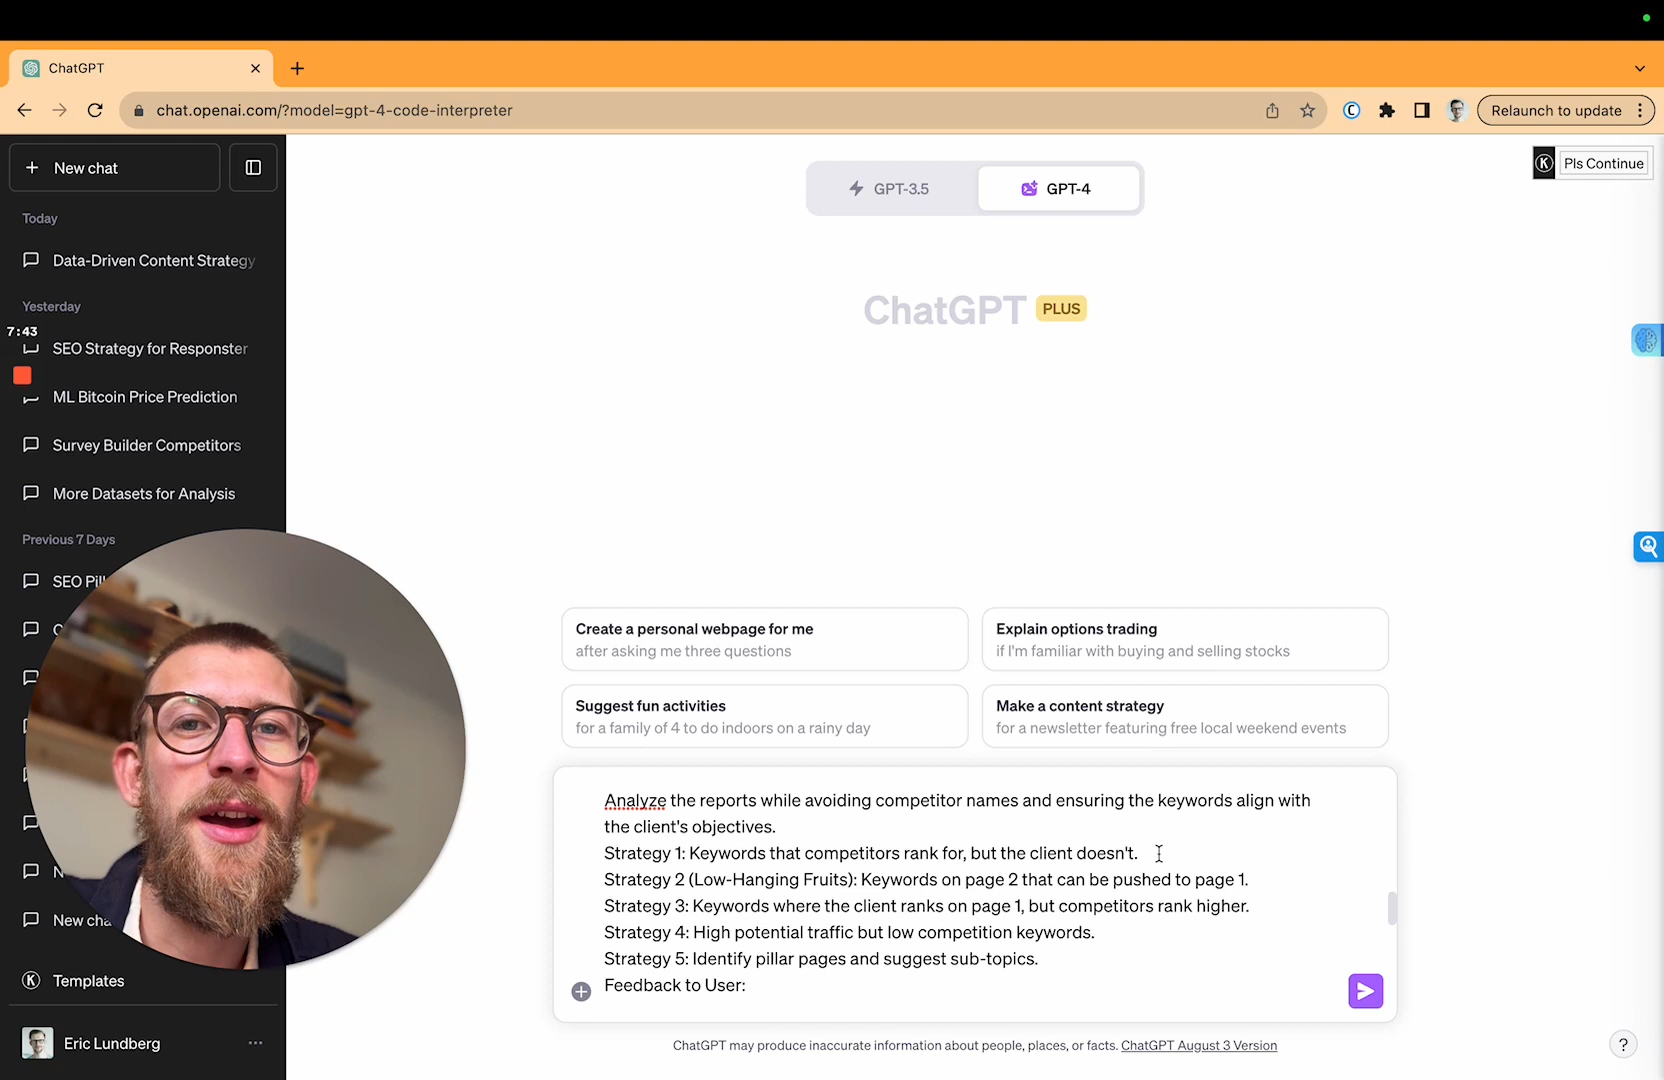 ChatGPT
chat.openai.com/?model=gpt-4-code-interpreter
Relaunch to update
New chat
GPT-3.5
GPT-4
K
Pls Continue
Today
Data-Driven Content Strategy
ChatGPT PLUS
Yesterday
7:43
SEO Strategy for Responster
ML Bitcoin Price Prediction
Survey Builder Competitors
More Datasets for Analysis
Previous 7 Days
SEO Pil
New cha
K
Templates
Eric Lundberg
Create a personal webpage for me
after asking me three questions
Explain options trading
if I'm familiar with buying and selling stocks
Suggest fun activities
for a family of 4 to do indoors on a rainy day
Make a content strategy
for a newsletter featuring free local weekend events
Analyze the reports while avoiding competitor names and ensuring the keywords align with
the client's objectives.
Strategy 1: Keywords that competitors rank for, but the client doesn't.
Strategy 2 (Low-Hanging Fruits): Keywords on page 2 that can be pushed to page 1.
Strategy 3: Keywords where the client ranks on page 1, but competitors rank higher.
Strategy 4: High potential traffic but low competition keywords.
Strategy 5: Identify pillar pages and suggest sub-topics.
Feedback to User:
ChatGPT may produce inaccurate information about people, places, or facts. ChatGPT August 3 Version
?